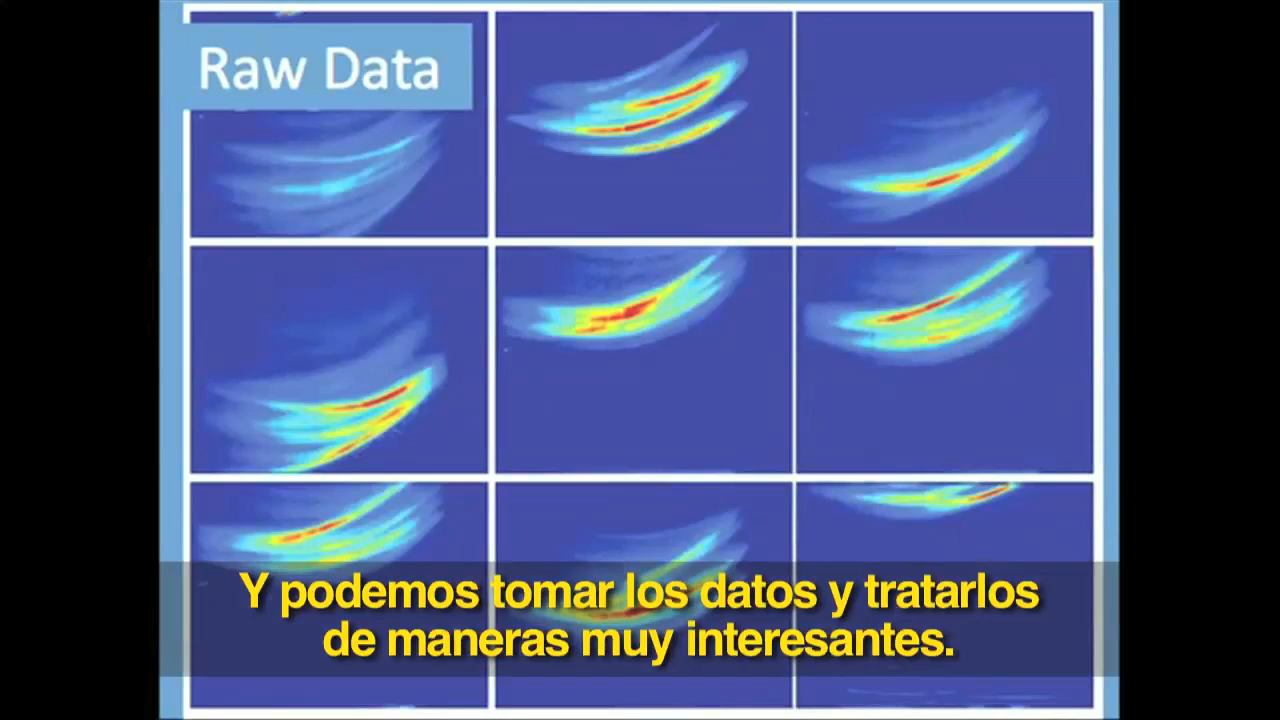 Raw Data
Y podemos tomar los datos y tratarlos
de maneras muy interesantes.